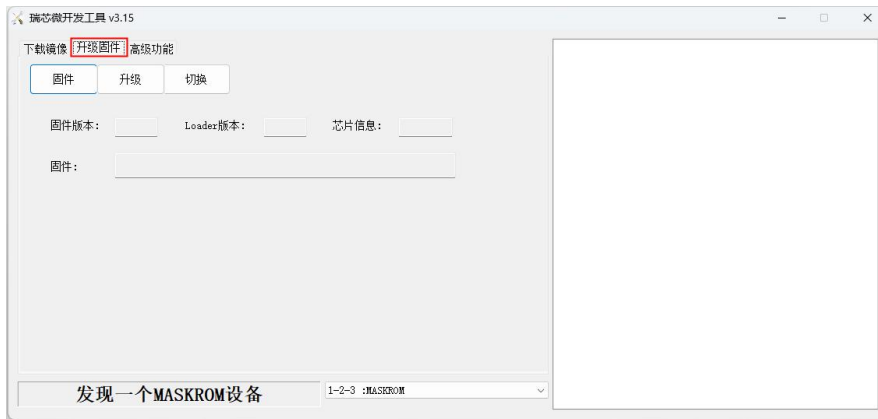 瑞芯微开发工具 v3.15
下载镜像 升级固件 高级功能
固件 升级 切换
固件版本: Loader版本: 芯片信息:
固件:
发现一个MASKROM设备 1-2-3 :MASKROM